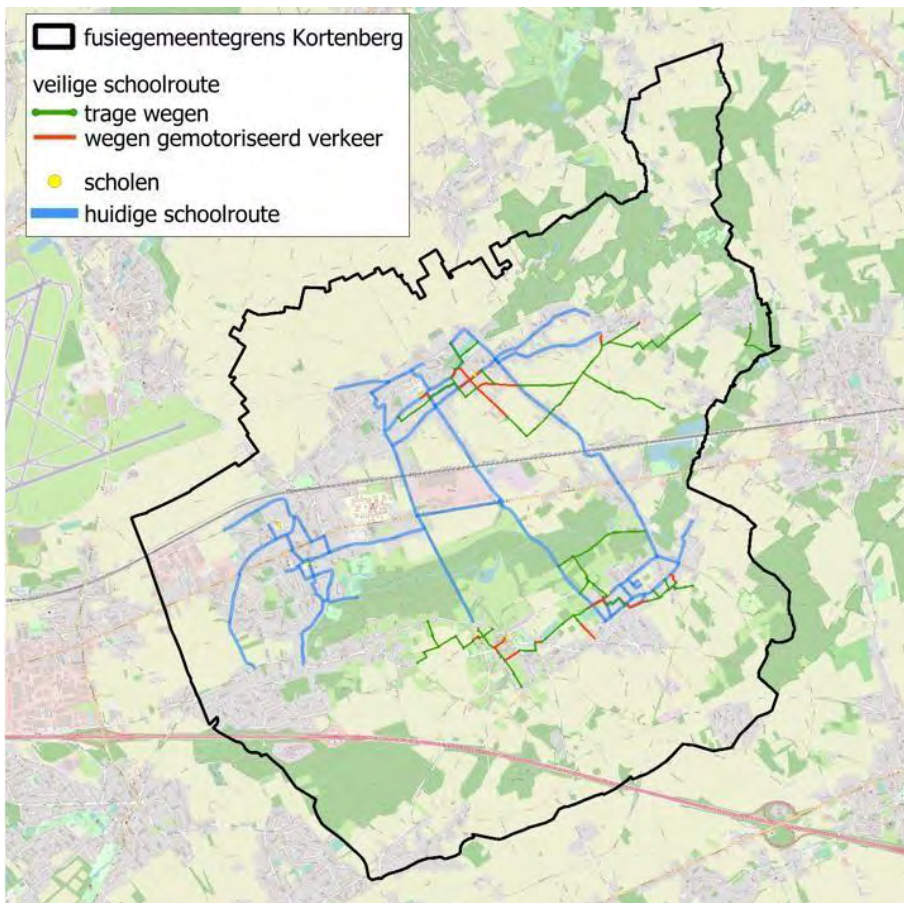 fusiegemeentegrens Kortenberg
veilige schoolroute
trage wegen
wegen gemotoriseerd verkeer
scholen
huidige schoolroute